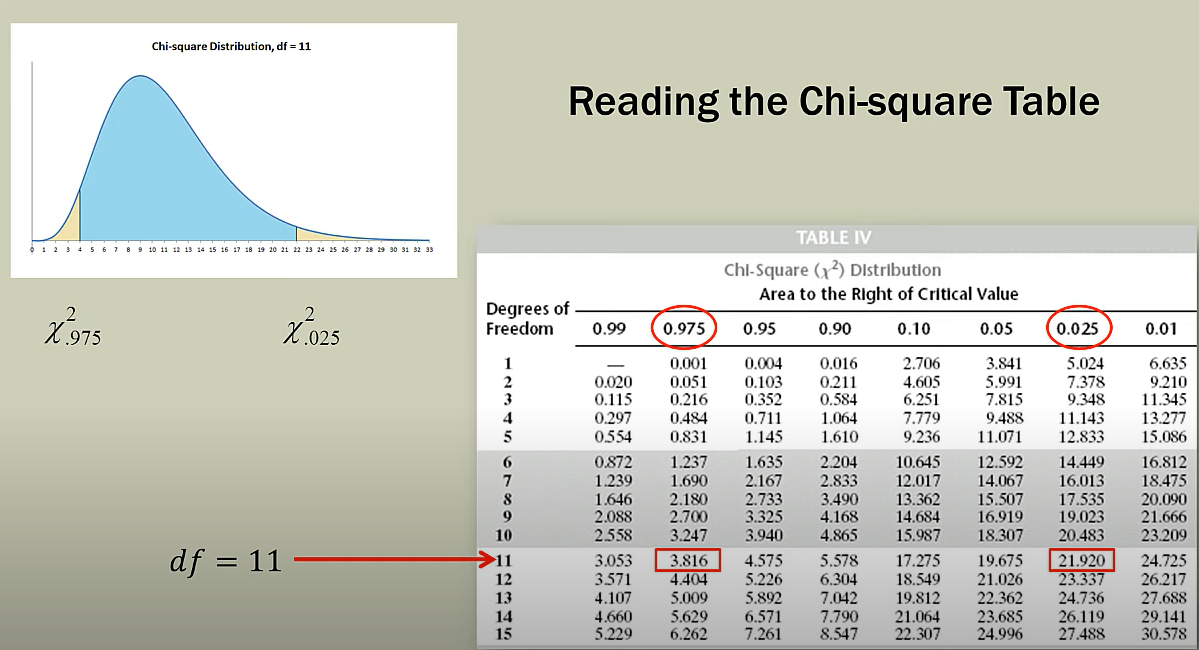 Chi-square Distribution, df = 11
0 1 2 3 4 5 6 7 8 9 10 11 12 13 14 15 16 17 18 19 20 21 22 23 24 25 26 27 28 29 30 31 32 33
χ².975 χ².025
df = 11
Reading the Chi-square Table
TABLE IV
Chi-Square (χ²) Distribution
Area to the Right of Critical Value
Degrees of
Freedom 0.99 0.975 0.95 0.90 0.10 0.05 0.025 0.01
1 — 0.001 0.004 0.016 2.706 3.841 5.024 6.635
2 0.020 0.051 0.103 0.211 4.605 5.991 7.378 9.210
3 0.115 0.216 0.352 0.584 6.251 7.815 9.348 11.345
4 0.297 0.484 0.711 1.064 7.779 9.488 11.143 13.277
5 0.554 0.831 1.145 1.610 9.236 11.071 12.833 15.086
6 0.872 1.237 1.635 2.204 10.645 12.592 14.449 16.812
7 1.239 1.690 2.167 2.833 12.017 14.067 16.013 18.475
8 1.646 2.180 2.733 3.490 13.362 15.507 17.535 20.090
9 2.088 2.700 3.325 4.168 14.684 16.919 19.023 21.666
10 2.558 3.247 3.940 4.865 15.987 18.307 20.483 23.209
11 3.053 3.816 4.575 5.578 17.275 19.675 21.920 24.725
12 3.571 4.404 5.226 6.304 18.549 21.026 23.337 26.217
13 4.107 5.009 5.892 7.042 19.812 22.362 24.736 27.688
14 4.660 5.629 6.571 7.790 21.064 23.685 26.119 29.141
15 5.229 6.262 7.261 8.547 22.307 24.996 27.488 30.578